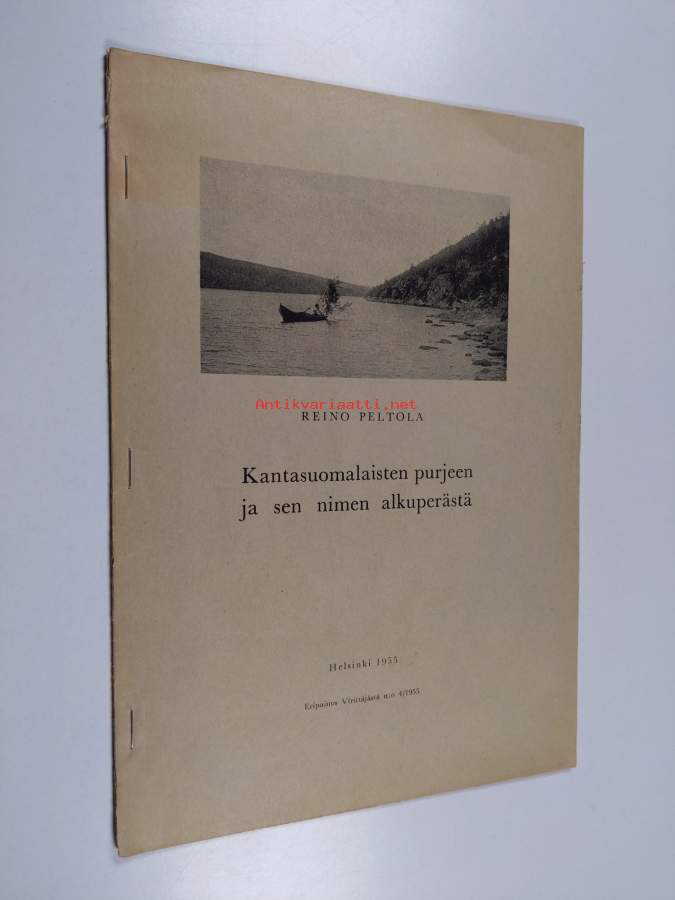 Antikvariaatti.net
REINO PELTOLA
Kantasuomalaisten purjeen
ja sen nimen alkuperästä
Helsinki 1955
Eripainos Virittäjästä n:o 4/1955